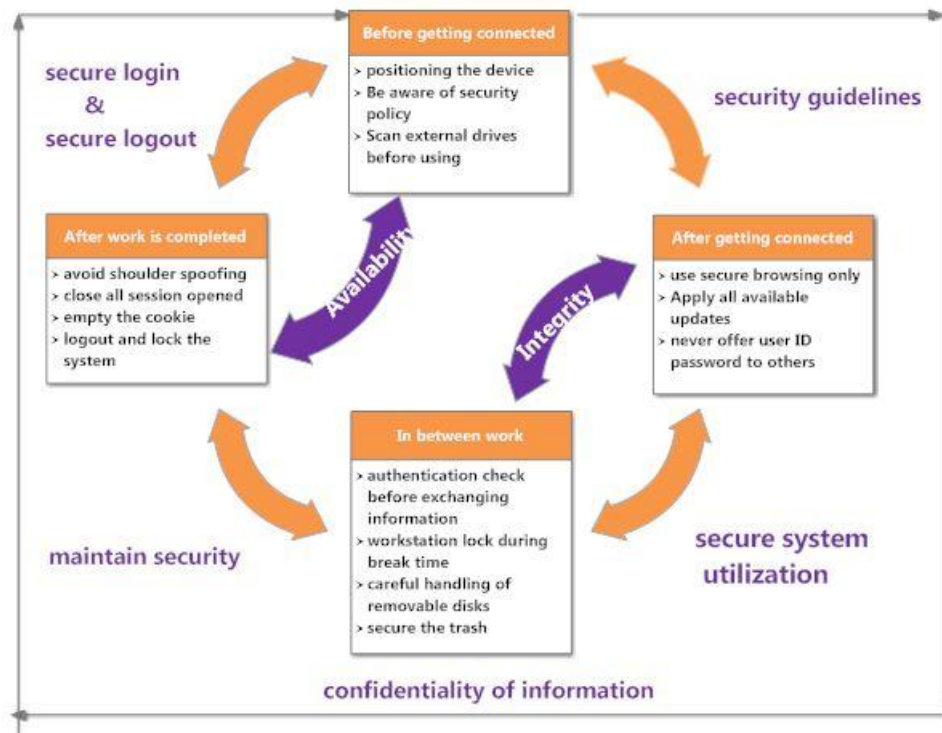 Before getting connected
> positioning the device
> Be aware of security
policy
> Scan external drives
before using
secure login
&
secure logout
security guidelines
After work is completed
> avoid shoulder spoofing
> close all session opened
> empty the cookie
> logout and lock the
system
Availability
Integrity
After getting connected
> use secure browsing only
> Apply all available
updates
> never offer user ID
password to others
In between work
> authentication check
before exchanging
information
> workstation lock during
break time
> careful handling of
removable disks
> secure the trash
maintain security
secure system
utilization
confidentiality of information